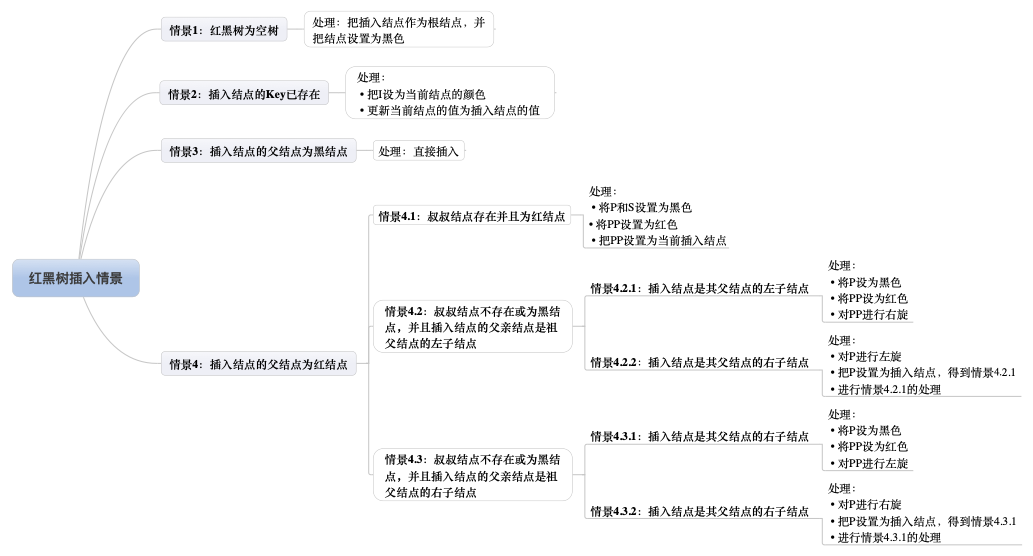 情景1：红黑树为空树
处理：把插入结点作为根结点，并
把结点设置为黑色
情景2：插入结点的Key已存在
处理：
• 把I设为当前结点的颜色
• 更新当前结点的值为插入结点的值
情景3：插入结点的父结点为黑结点
处理：直接插入
红黑树插入情景
情景4：插入结点的父结点为红结点
情景4.1：叔叔结点存在并且为红结点
处理：
• 将P和S设置为黑色
• 将PP设置为红色
• 把PP设置为当前插入结点
情景4.2：叔叔结点不存在或为黑结
点，并且插入结点的父亲结点是祖
父结点的左子结点
情景4.2.1：插入结点是其父结点的左子结点
处理：
• 将P设为黑色
• 将PP设为红色
• 对PP进行右旋
情景4.2.2：插入结点是其父结点的右子结点
处理：
• 对P进行左旋
• 把P设置为插入结点，得到情景4.2.1
• 进行情景4.2.1的处理
情景4.3：叔叔结点不存在或为黑结
点，并且插入结点的父亲结点是祖
父结点的右子结点
情景4.3.1：插入结点是其父结点的右子结点
处理：
• 将P设为黑色
• 将PP设为红色
• 对PP进行左旋
情景4.3.2：插入结点是其父结点的右子结点
处理：
• 对P进行右旋
• 把P设置为插入结点，得到情景4.3.1
• 进行情景4.3.1的处理